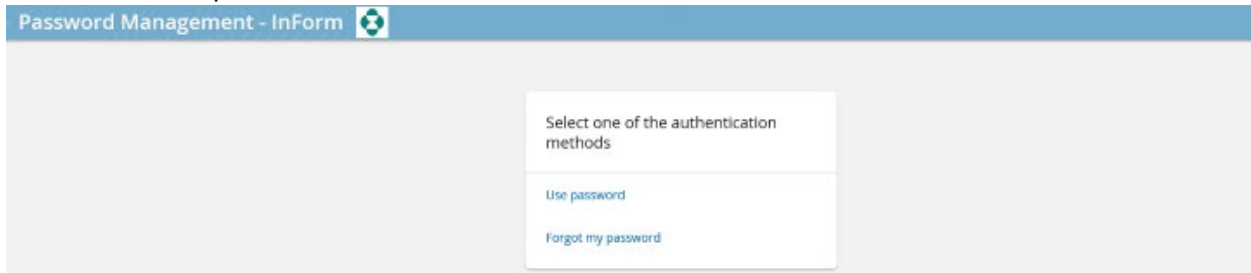 Password Management - InForm
Select one of the authentication
methods
Use password
Forgot my password